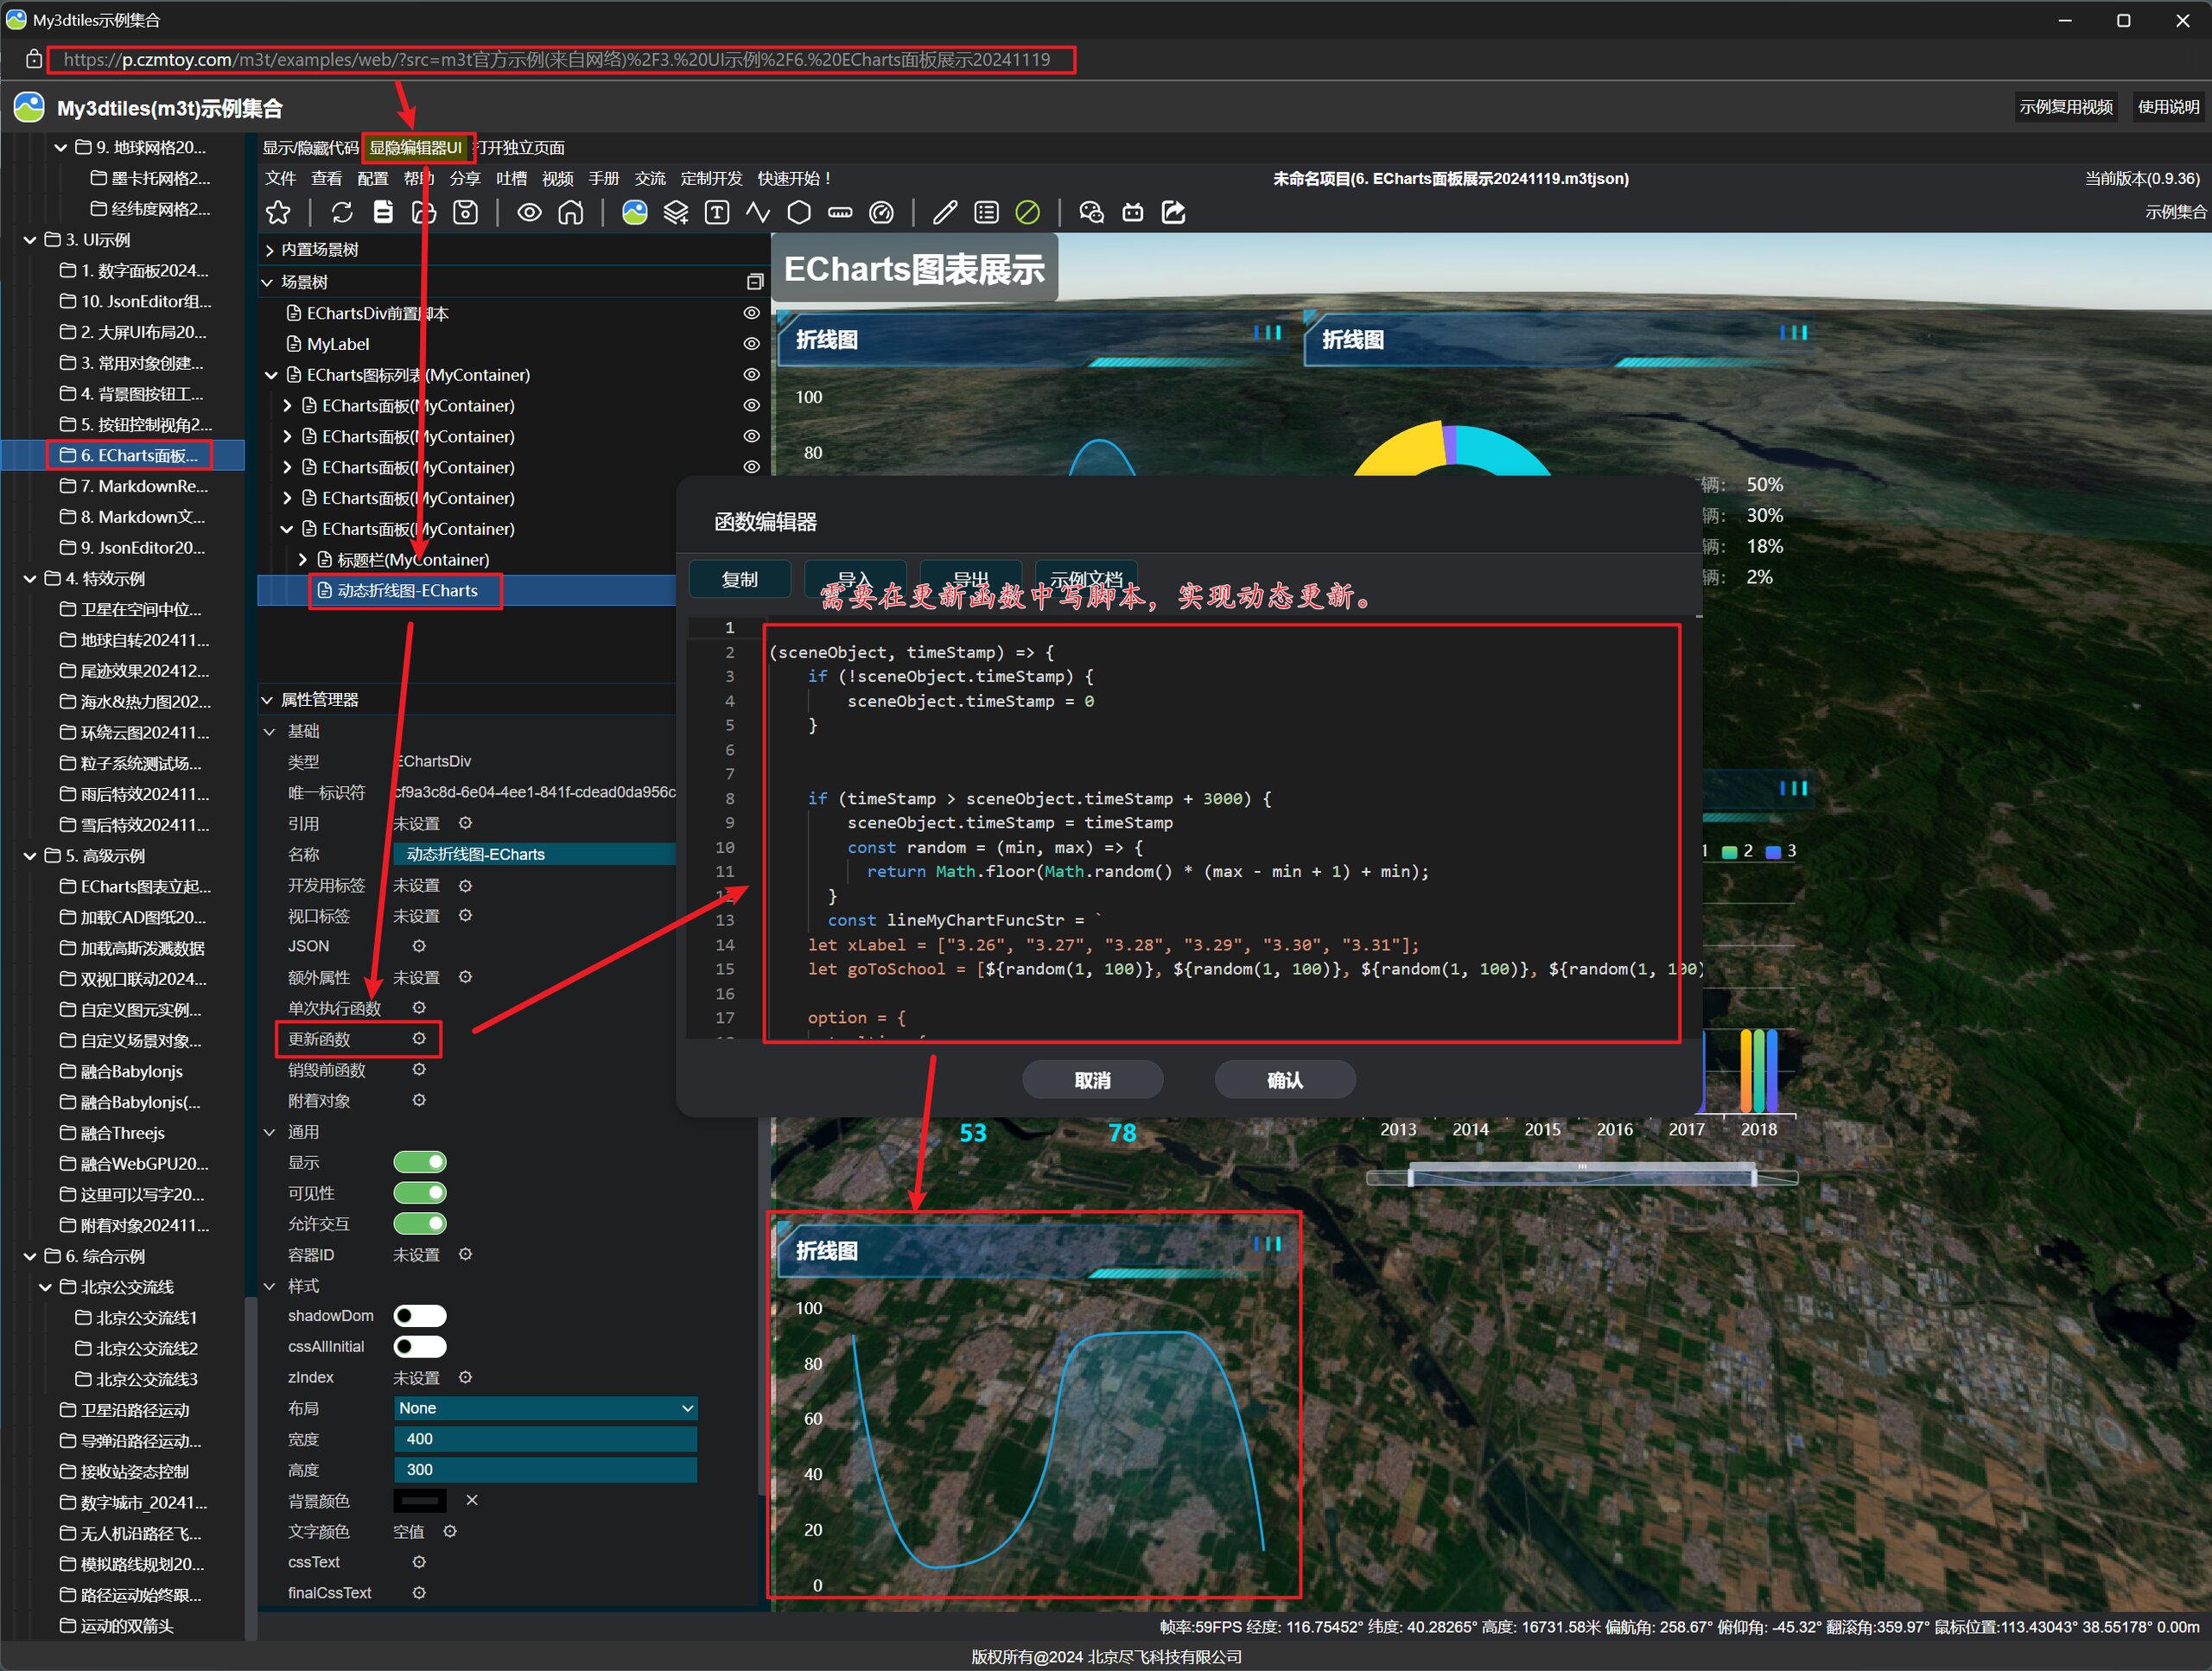 My3dtiles示例集合
https://p.czmtoy.com/m3t/examples/web/?src=m3t官方示例(来自网络)%2F3.%20UI示例%2F6.%20ECharts面板展示20241119
My3dtiles(m3t)示例集合
示例复用视频 使用说明
9. 地球网格20...
墨卡托网格2...
经纬度网格2...
3. UI示例
1. 数字面板2024...
10. JsonEditor组...
2. 大屏UI布局20...
3. 常用对象创建...
4. 背景图按钮工...
5. 按钮控制视角2...
6. ECharts面板...
7. MarkdownRe...
8. Markdown文...
9. JsonEditor20...
4. 特效示例
卫星在空间中位...
地球自转202411...
尾迹效果202412...
海水&热力图202...
环绕云图202411...
粒子系统测试场...
雨后特效202411...
雪后特效202411...
5. 高级示例
ECharts图表立起...
加载CAD图纸20...
加载高斯泼溅数据
双视口联动2024...
自定义图元实例...
自定义场景对象...
融合Babylonjs
融合Babylonjs(...
融合Threejs
融合WebGPU20...
这里可以写字20...
附着对象202411...
6. 综合示例
北京公交流线
北京公交流线1
北京公交流线2
北京公交流线3
卫星沿路径运动
导弹沿路径运动...
接收站姿态控制
数字城市_20241...
无人机沿路径飞...
模拟路线规划20...
路径运动始终跟...
运动的双箭头
显示/隐藏代码 显隐编辑器UI 打开独立页面
文件 查看 配置 帮助 分享 吐槽 视频 手册 交流 定制开发 快速开始！
未命名项目(6. ECharts面板展示20241119.m3tjson)
当前版本(0.9.36)
示例集合
内置场景树
场景树
EChartsDiv前置脚本
MyLabel
ECharts图标列表(MyContainer)
ECharts面板(MyContainer)
ECharts面板(MyContainer)
ECharts面板(MyContainer)
ECharts面板(MyContainer)
ECharts面板(MyContainer)
标题栏(MyContainer)
动态折线图-ECharts
属性管理器
基础
类型 EChartsDiv
唯一标识符 cf9a3c8d-6e04-4ee1-841f-cdead0da956c
引用 未设置
名称 动态折线图-ECharts
开发用标签 未设置
视口标签 未设置
JSON
额外属性 未设置
单次执行函数
更新函数
销毁前函数
附着对象
通用
显示
可见性
允许交互
容器ID 未设置
样式
shadowDom
cssAllInitial
zIndex 未设置
布局 None
宽度 400
高度 300
背景颜色
文字颜色 空值
cssText
finalCssText
ECharts图表展示
折线图
100
80
折线图
辆: 50%
辆: 30%
辆: 18%
辆: 2%
函数编辑器
复制 导入 导出 示例文档
需要在更新函数中写脚本，实现动态更新。
1
2 (sceneObject, timeStamp) => {
3 if (!sceneObject.timeStamp) {
4 sceneObject.timeStamp = 0
5 }
6
7
8 if (timeStamp > sceneObject.timeStamp + 3000) {
9 sceneObject.timeStamp = timeStamp
10 const random = (min, max) => {
11 return Math.floor(Math.random() * (max - min + 1) + min);
12 }
13 const lineMyChartFuncStr = `
14 let xLabel = ["3.26", "3.27", "3.28", "3.29", "3.30", "3.31"];
15 let goToSchool = [${random(1, 100)}, ${random(1, 100)}, ${random(1, 100)}, ${random(1, 100)
16
17 option = {
取消 确认
1 2 3
53 78
2013 2014 2015 2016 2017 2018
折线图
100
80
60
40
20
0
帧率:59FPS 经度: 116.75452° 纬度: 40.28265° 高度: 16731.58米 偏航角: 258.67° 俯仰角: -45.32° 翻滚角:359.97° 鼠标位置:113.43043° 38.55178° 0.00m
版权所有@2024 北京尽飞科技有限公司